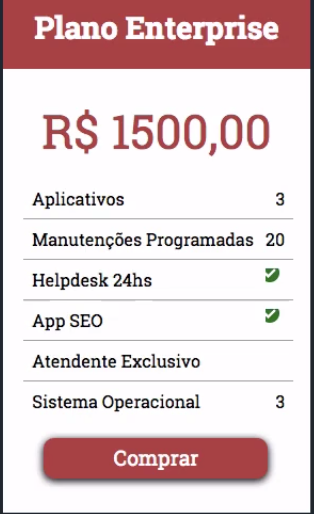 Plano Enterprise
R$ 1500,00
Aplicativos 3
Manutenções Programadas 20
Helpdesk 24hs
App SEO
Atendente Exclusivo
Sistema Operacional 3
Comprar